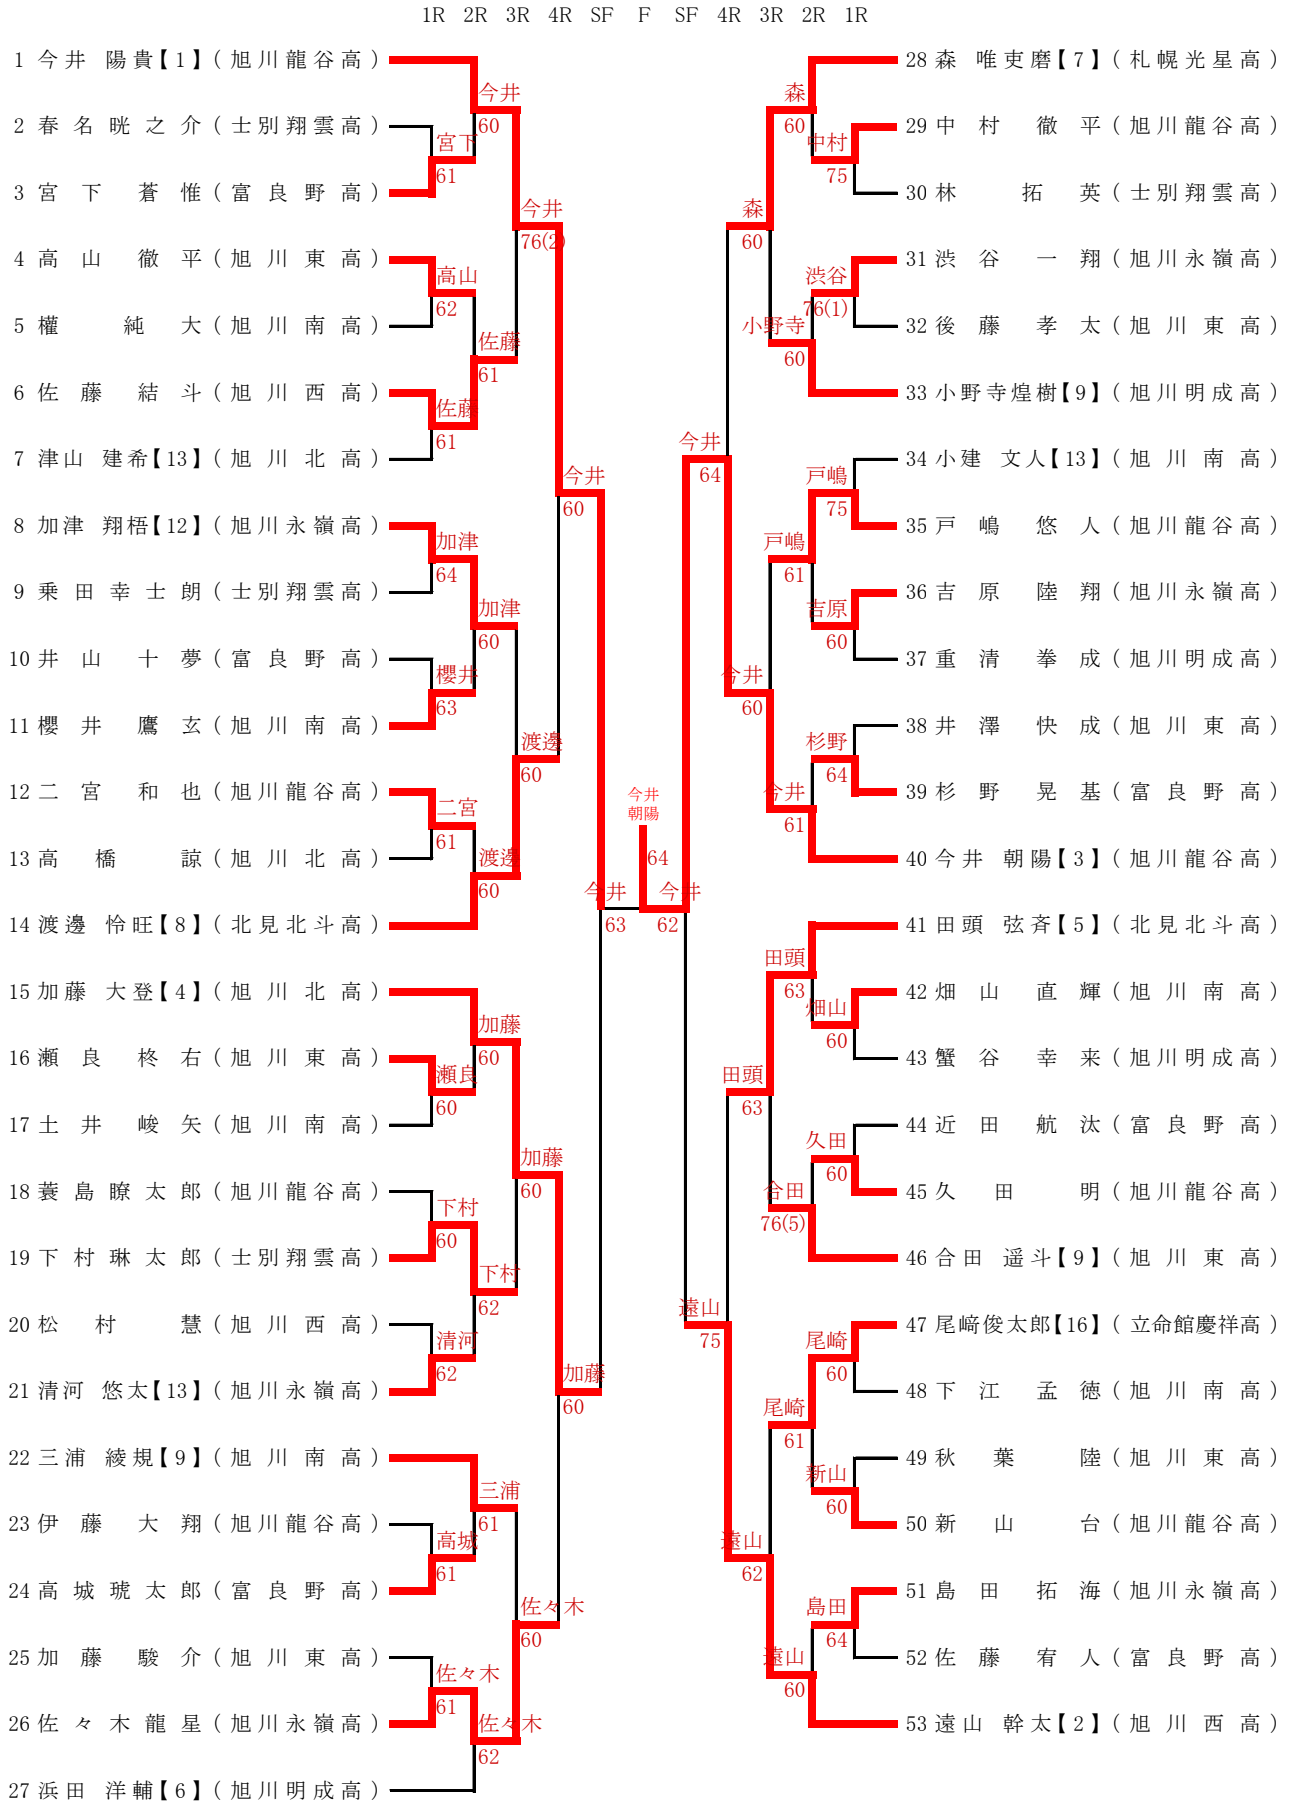 1R 2R 3R 4R SF F SF 4R 3R 2R 1R
1 今井 陽貴【1】(旭川龍谷高)
2 春名晄之介(士別翔雲高)
3 宮下 蒼惟(富良野高)
4 高山 徹平(旭川東高)
5 權 純大(旭川南高)
6 佐藤 結斗(旭川西高)
7 津山 建希【13】(旭川北高)
8 加津 翔梧【12】(旭川永嶺高)
9 乗田幸士朗(士別翔雲高)
10 井山 十夢(富良野高)
11 櫻井 鷹玄(旭川南高)
12 二宮 和也(旭川龍谷高)
13 高橋 諒(旭川北高)
14 渡邊 怜旺【8】(北見北斗高)
15 加藤 大登【4】(旭川北高)
16 瀬良 柊右(旭川東高)
17 土井 峻矢(旭川南高)
18 蓑島瞭太郎(旭川龍谷高)
19 下村琳太郎(士別翔雲高)
20 松村 慧(旭川西高)
21 清河 悠太【13】(旭川永嶺高)
22 三浦 綾規【9】(旭川南高)
23 伊藤 大翔(旭川龍谷高)
24 高城琥太郎(富良野高)
25 加藤 駿介(旭川東高)
26 佐々木龍星(旭川永嶺高)
27 浜田 洋輔【6】(旭川明成高)
宮下
61
高山
62
佐藤
61
加津
64
櫻井
63
二宮
61
瀬良
60
下村
60
清河
62
高城
61
佐々木
61
今井
60
佐藤
61
加津
60
渡邊
60
加藤
60
下村
62
三浦
61
佐々木
62
今井
76(2)
渡邊
60
加藤
60
佐々木
60
今井
60
加藤
60
今井
63
今井
朝陽
64
今井
62
今井
64
遠山
75
森
60
今井
60
田頭
63
遠山
62
森
60
小野寺
60
戸嶋
61
今井
61
田頭
63
合田
76(5)
尾崎
61
遠山
60
中村
75
渋谷
76(1)
戸嶋
75
吉原
60
杉野
64
畑山
60
久田
60
尾崎
60
新山
60
島田
64
28 森 唯吏磨【7】(札幌光星高)
29 中村 徹平(旭川龍谷高)
30 林 拓英(士別翔雲高)
31 渋谷 一翔(旭川永嶺高)
32 後藤 孝太(旭川東高)
33 小野寺煌樹【9】(旭川明成高)
34 小建 文人【13】(旭川南高)
35 戸嶋 悠人(旭川龍谷高)
36 吉原 陸翔(旭川永嶺高)
37 重清 拳成(旭川明成高)
38 井澤 快成(旭川東高)
39 杉野 晃基(富良野高)
40 今井 朝陽【3】(旭川龍谷高)
41 田頭 弦斉【5】(北見北斗高)
42 畑山 直輝(旭川南高)
43 蟹谷 幸来(旭川明成高)
44 近田 航汰(富良野高)
45 久田 明(旭川龍谷高)
46 合田 遥斗【9】(旭川東高)
47 尾﨑俊太郎【16】(立命館慶祥高)
48 下江 孟徳(旭川南高)
49 秋葉 陸(旭川東高)
50 新山 台(旭川龍谷高)
51 島田 拓海(旭川永嶺高)
52 佐藤 宥人(富良野高)
53 遠山 幹太【2】(旭川西高)